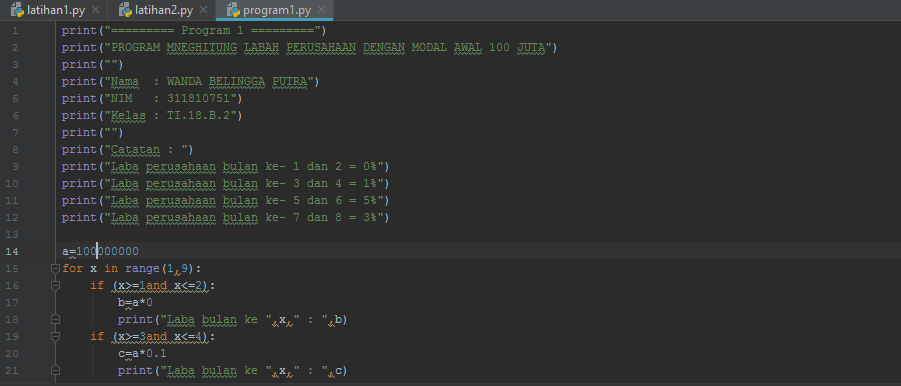 latihan1.py × latihan2.py × program1.py ×
1 print("========= Program 1 =========")
2 print("PROGRAM MNEGHITUNG LABAH PERUSAHAAN DENGAN MODAL AWAL 100 JUTA")
3 print("")
4 print("Nama  : WANDA BELINGGA PUTRA")
5 print("NIM   : 311810751")
6 print("Kelas : TI.18.B.2")
7 print("")
8 print("Catatan : ")
9 print("Laba perusahaan bulan ke- 1 dan 2 = 0%")
10 print("Laba perusahaan bulan ke- 3 dan 4 = 1%")
11 print("Laba perusahaan bulan ke- 5 dan 6 = 5%")
12 print("Laba perusahaan bulan ke- 7 dan 8 = 3%")
13
14 a=100000000
15 for x in range(1,9):
16     if (x>=1and x<=2):
17         b=a*0
18         print("Laba bulan ke ",x," : ",b)
19     if (x>=3and x<=4):
20         c=a*0.1
21         print("Laba bulan ke ",x," : ",c)